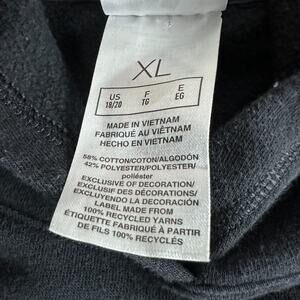 XL
US F E
18/20 TG EG
MADE IN VIETNAM
FABRIQUÉ AU VIÊTNAM
HECHO EN VIETNAM
58% COTTON/COTON/ALGODÓN
42% POLYESTER/POLYESTER/
poliéster
EXCLUSIVE OF DECORATION/
EXCLUSIF DES DÉCORATIONS/
EXCLUYENDO LA DECORACIÓN
LABEL MADE FROM
100% RECYCLED YARNS
ÉTIQUETTE FABRIQUÉE À PARTIR
DE FILS 100% RECYCLÉS